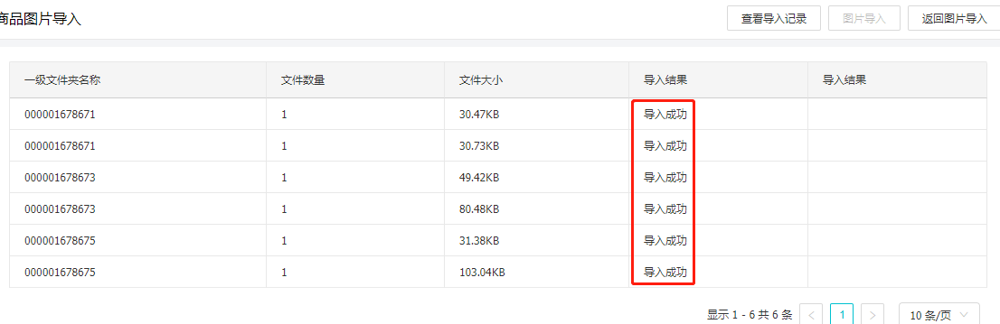 商品图片导入 查看导入记录 图片导入 返回图片导入
一级文件夹名称 文件数量 文件大小 导入结果 导入结果
000001678671 1 30.47KB 导入成功
000001678671 1 30.73KB 导入成功
000001678673 1 49.42KB 导入成功
000001678673 1 80.48KB 导入成功
000001678675 1 31.38KB 导入成功
000001678675 1 103.04KB 导入成功
显示 1 - 6 共 6 条 < 1 > 10 条/页